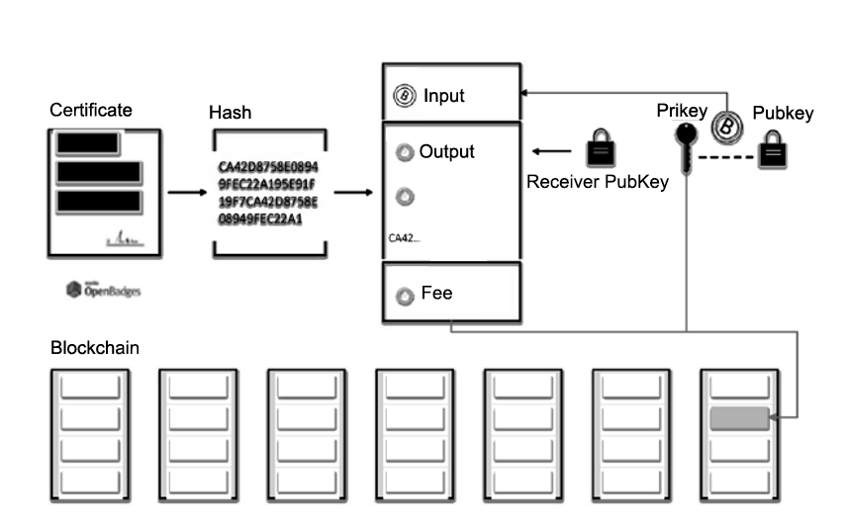 Certificate
Hash
Input
Prikey
Pubkey
CA42D8758E0894
9FEC22A195E91F
19F7CA42D8758E
08949FEC22A1
Output
Receiver PubKey
CA42...
OpenBadges
Fee
Blockchain